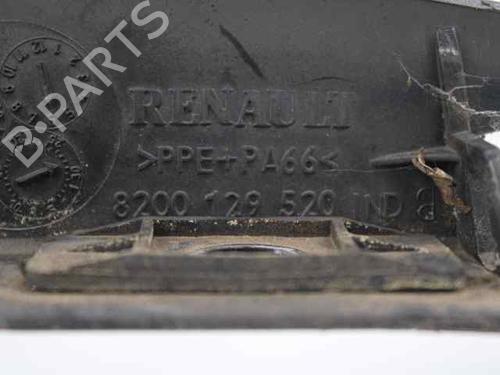 B-PARTS
RENAULT
>PPE+PA66<
8200 129 520 IND B